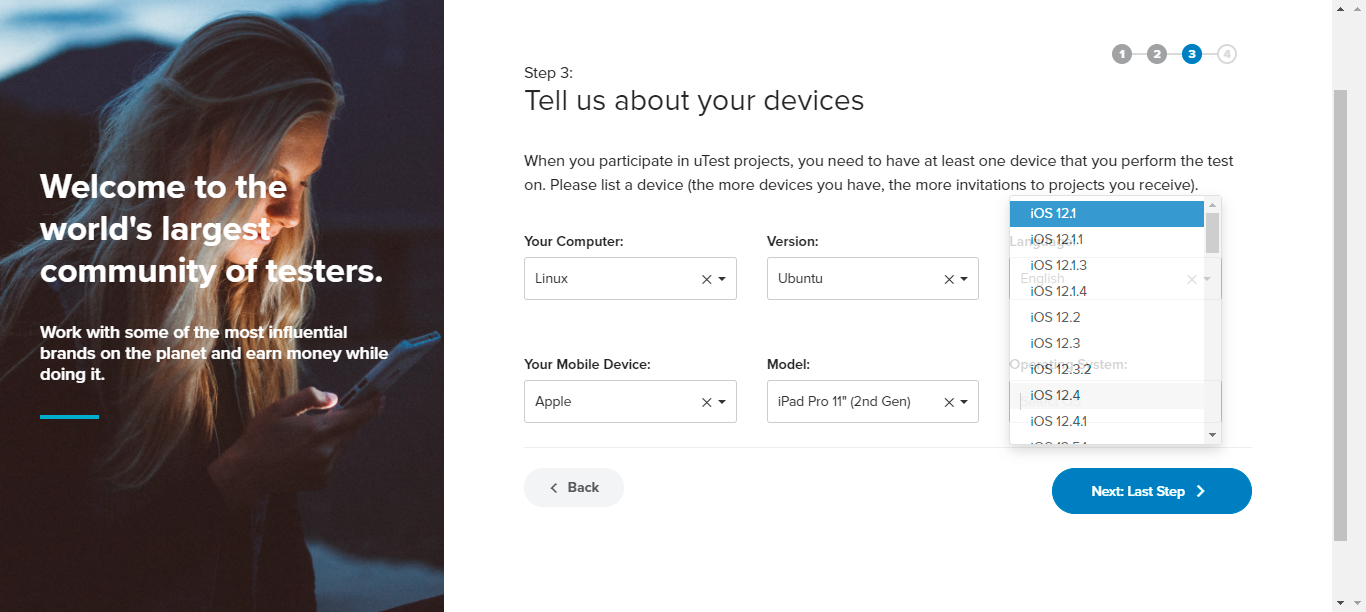 Welcome to the
world's largest
community of testers.
Work with some of the most influential
brands on the planet and earn money while
doing it.
1 2 3 4
Step 3:
Tell us about your devices
When you participate in uTest projects, you need to have at least one device that you perform the test
on. Please list a device (the more devices you have, the more invitations to projects you receive).
Your Computer:
Linux
Version:
Ubuntu
Language:
English
Your Mobile Device:
Apple
Model:
iPad Pro 11" (2nd Gen)
Operating System:
iOS 12.1
iOS 12.1.1
iOS 12.1.3
iOS 12.1.4
iOS 12.2
iOS 12.3
iOS 12.3.2
iOS 12.4
iOS 12.4.1
Back
Next: Last Step